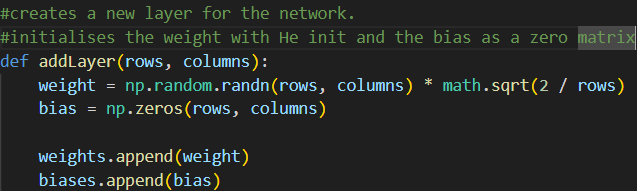 #creates a new layer for the network.
#initialises the weight with He init and the bias as a zero matrix
def addLayer(rows, columns):
    weight = np.random.randn(rows, columns) * math.sqrt(2 / rows)
    bias = np.zeros(rows, columns)

    weights.append(weight)
    biases.append(bias)